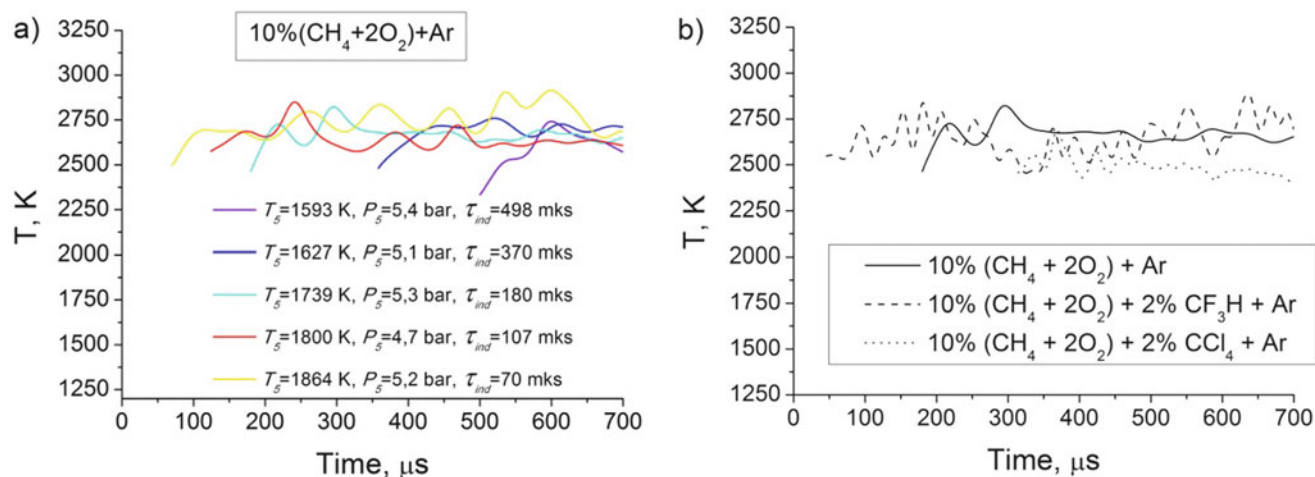 a)
10%(CH₄+2O₂)+Ar
T, K
3250
3000
2750
2500
2250
2000
1750
1500
1250
T₅=1593 K, P₅=5,4 bar, τ_ind=498 mks
T₅=1627 K, P₅=5,1 bar, τ_ind=370 mks
T₅=1739 K, P₅=5,3 bar, τ_ind=180 mks
T₅=1800 K, P₅=4,7 bar, τ_ind=107 mks
T₅=1864 K, P₅=5,2 bar, τ_ind=70 mks
0 100 200 300 400 500 600 700
Time, μs
b)
T, K
3250
3000
2750
2500
2250
2000
1750
1500
1250
10% (CH₄ + 2O₂) + Ar
10% (CH₄ + 2O₂) + 2% CF₃H + Ar
10% (CH₄ + 2O₂) + 2% CCl₄ + Ar
0 100 200 300 400 500 600 700
Time, μs